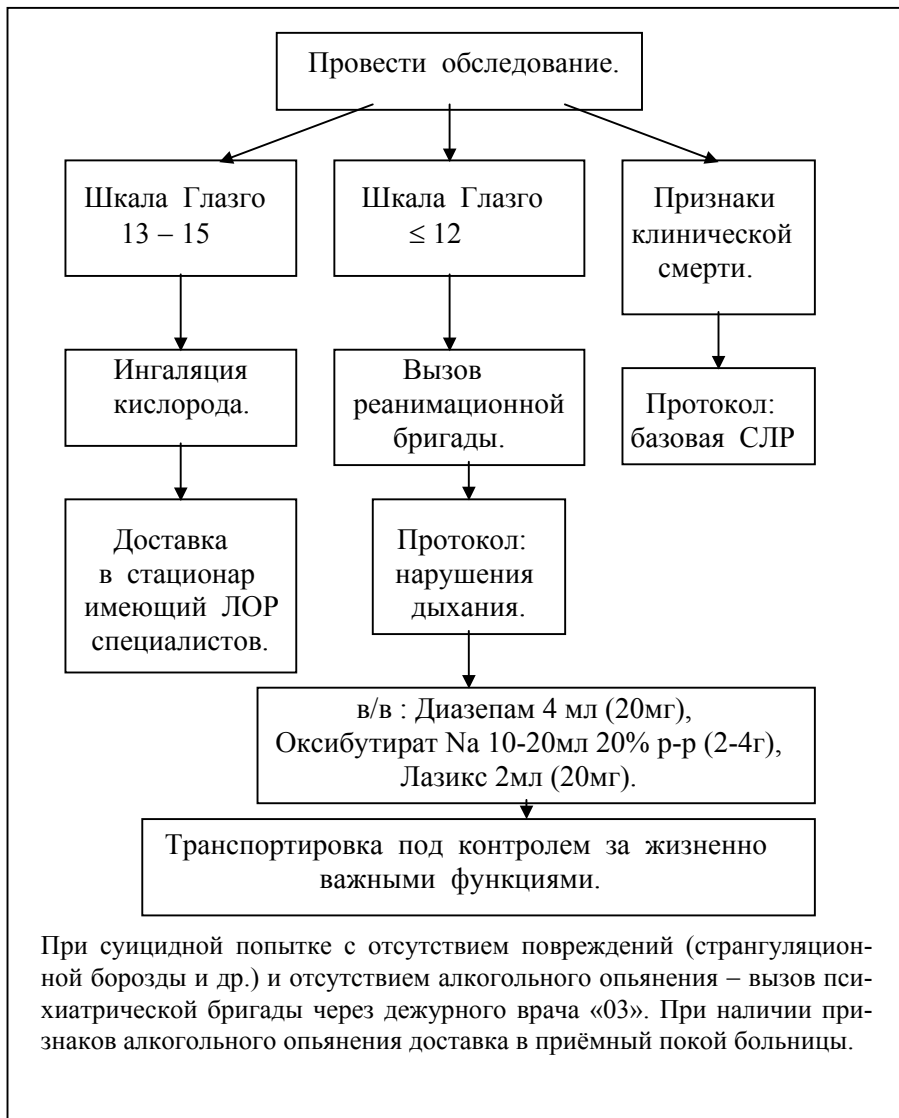 Провести обследование.
Шкала Глазго
13 – 15
Шкала Глазго
≤ 12
Признаки
клинической
смерти.
Ингаляция
кислорода.
Вызов
реанимационной
бригады.
Протокол:
базовая СЛР
Доставка
в стационар
имеющий ЛОР
специалистов.
Протокол:
нарушения
дыхания.
в/в : Диазепам 4 мл (20мг),
Оксибутират Na 10-20мл 20% р-р (2-4г),
Лазикс 2мл (20мг).
Транспортировка под контролем за жизненно
важными функциями.
При суицидной попытке с отсутствием повреждений (странгуляцион-
ной борозды и др.) и отсутствием алкогольного опьянения – вызов пси-
хиатрической бригады через дежурного врача «03». При наличии при-
знаков алкогольного опьянения доставка в приёмный покой больницы.